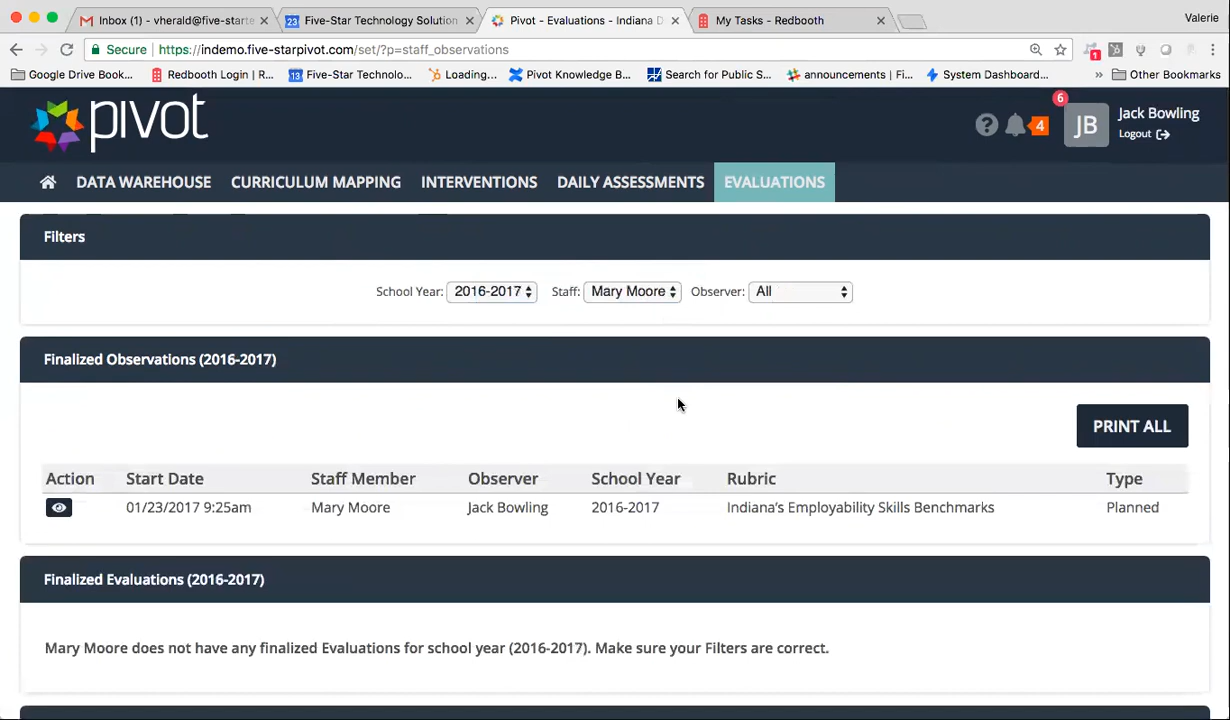 Inbox (1) - vherald@five-starte
23 Five-Star Technology Solution
Pivot - Evaluations - Indiana D
My Tasks - Redbooth
Valerie
Secure
https://indemo.five-starpivot.com/set/?p=staff_observations
1
Google Drive Book...
Redbooth Login | R...
13 Five-Star Technolo...
Loading...
Pivot Knowledge B...
Search for Public S...
announcements | Fi...
System Dashboard...
»
Other Bookmarks
pivot
?
4
6
JB
Jack Bowling
Logout
DATA WAREHOUSE
CURRICULUM MAPPING
INTERVENTIONS
DAILY ASSESSMENTS
EVALUATIONS
Filters
School Year: 2016-2017 Staff: Mary Moore Observer: All
Finalized Observations (2016-2017)
PRINT ALL
Action Start Date Staff Member Observer School Year Rubric Type
01/23/2017 9:25am Mary Moore Jack Bowling 2016-2017 Indiana’s Employability Skills Benchmarks Planned
Finalized Evaluations (2016-2017)
Mary Moore does not have any finalized Evaluations for school year (2016-2017). Make sure your Filters are correct.